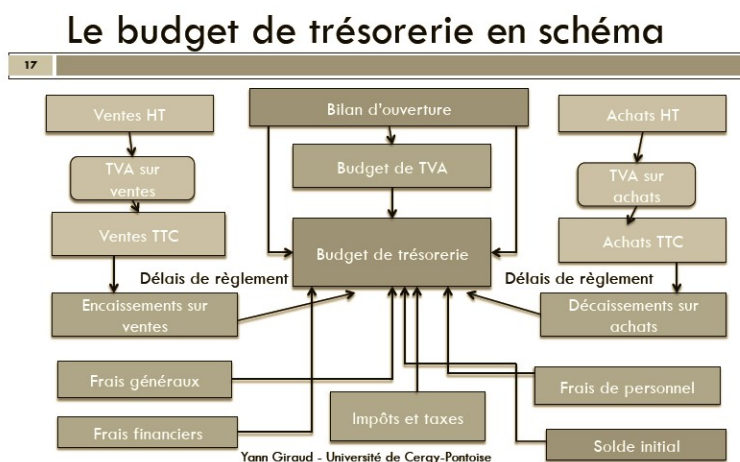 Le budget de trésorerie en schéma
17
Ventes HT
Bilan d'ouverture
Achats HT
TVA sur
ventes
Budget de TVA
TVA sur
achats
Ventes TTC
Budget de trésorerie
Achats TTC
Délais de règlement
Délais de règlement
Encaissements sur
ventes
Décaissements sur
achats
Frais généraux
Frais de personnel
Impôts et taxes
Frais financiers
Solde initial
Yann Giraud - Université de Cergy-Pontoise